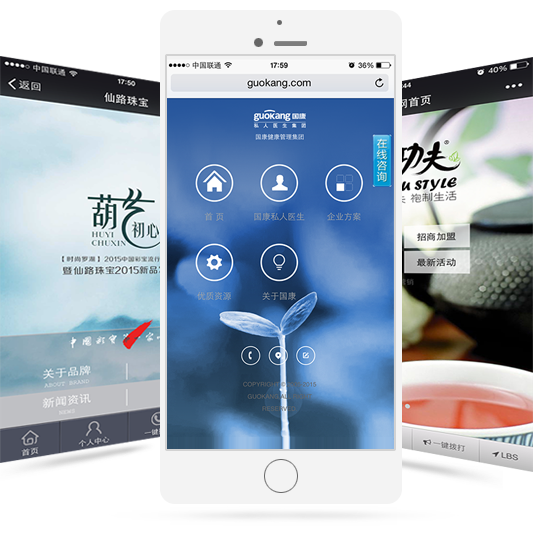 中国联通
17:50
返回
仙路珠宝
葫艺
初心
HUYI
CHUXIN
【时尚罗湖】2015中国彩宝流行
暨仙路珠宝2015新品
关于品牌
ABOUT BRAND
新闻资讯
NEWS
首页
个人中心
一键
中国联通
17:59
36%
guokang.com
guokang 国康
私人医生集团
国康健康管理集团
在线咨询
首 页
国康私人医生
企业方案
优质资源
关于国康
COPYRIGHT
RESERVED
:44
40%
首页
功夫
U STYLE
袍制生活
招商加盟
最新活动
一键拨打
LBS